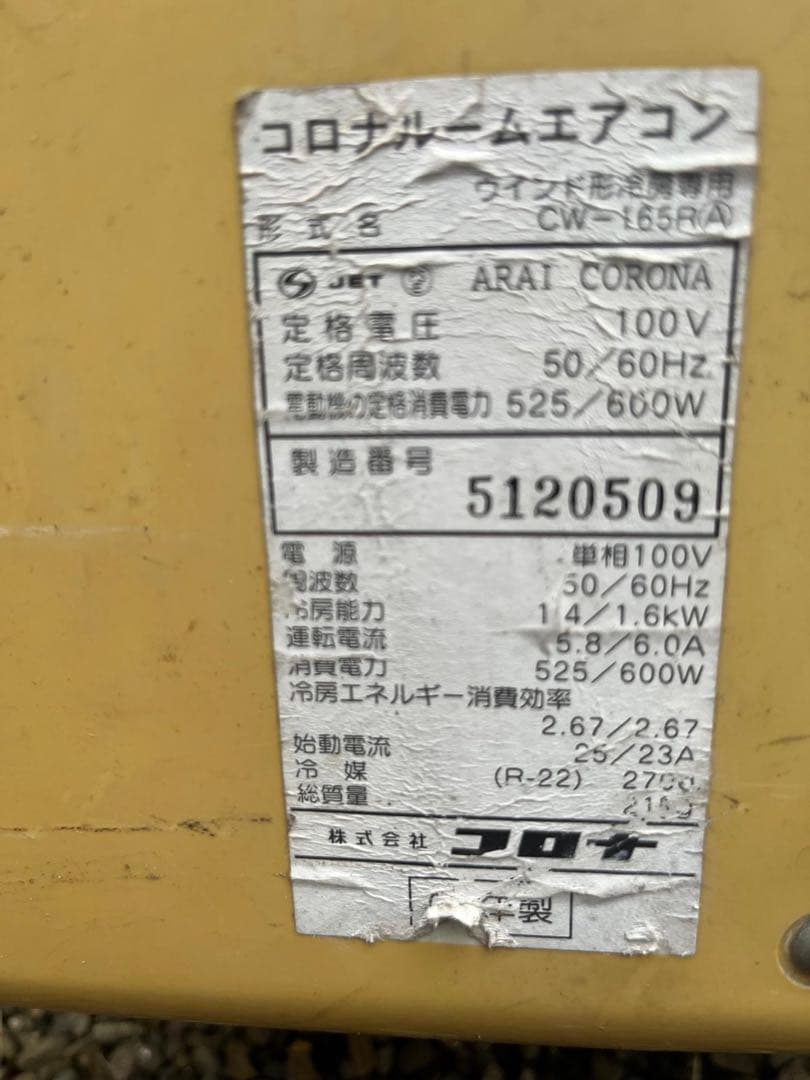 コロナルームエアコン
ウインド形冷房専用
形式名 CW-165R(A)
JET ARAI CORONA
定格電圧 100V
定格周波数 50/60Hz
電動機の定格消費電力 525/600W
製造番号
5120509
電源 単相100V
周波数 50/60Hz
冷房能力 1.4/1.6kW
運転電流 5.8/6.0A
消費電力 525/600W
冷房エネルギー消費効率
2.67/2.67
始動電流 25/23A
冷媒 (R-22)
総質量
株式会社 コロナ
年製